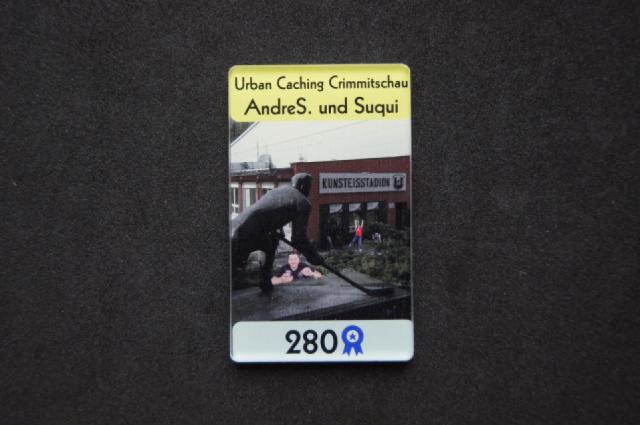 Urban Caching Crimmitschau
AndreS. und Suqui
KUNSTEISSTADION
280